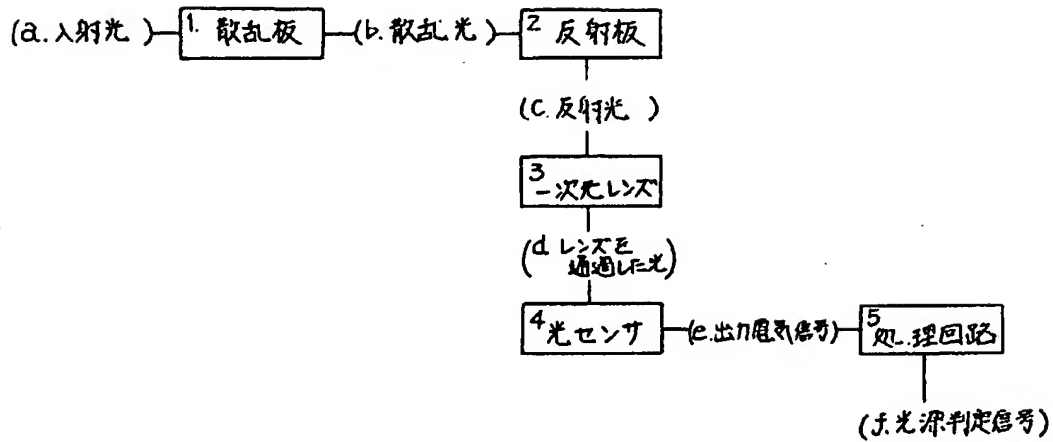 (a.入射光)
1. 散乱板
(b.散乱光)
2 反射板
(C.反射光)
3
一次元レンズ
(d レンズを
通過した光)
4 光センサ
(e.出力電気信号)
5
処理回路
(f.光源判定信号)